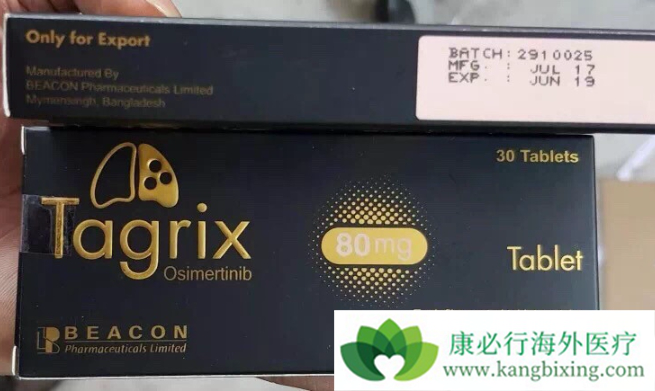 Only for Export
Manufactured By
BEACON Pharmaceuticals Limited
Mymensingh, Bangladesh
BATCH: 2910025
MFG. : JUL 17
EXP. : JUN 19
30 Tablets
Tagrix
Osimertinib
80mg
Tablet
BEACON
Pharmaceuticals Limited
康必行海外医疗
www.kangbixing.com